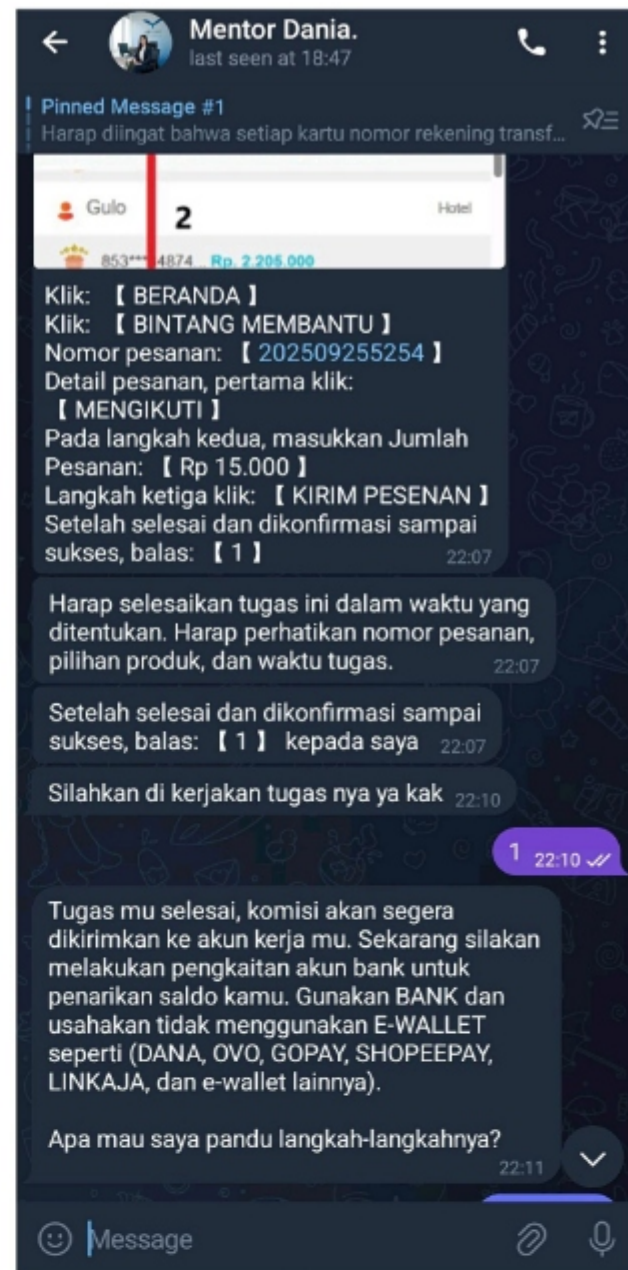 Mentor Dania.
last seen at 18:47
Pinned Message #1
Harap diingat bahwa setiap kartu nomor rekening transf...
Gulo
2
Hotel
853** 4874... Rp. 2.205.000
Klik: 【 BERANDA 】
Klik: 【 BINTANG MEMBANTU 】
Nomor pesanan: 【 202509255254 】
Detail pesanan, pertama klik:
【 MENGIKUTI 】
Pada langkah kedua, masukkan Jumlah
Pesanan: 【 Rp 15.000 】
Langkah ketiga klik: 【 KIRIM PESENAN 】
Setelah selesai dan dikonfirmasi sampai
sukses, balas: 【 1 】 22:07
Harap selesaikan tugas ini dalam waktu yang
ditentukan. Harap perhatikan nomor pesanan,
pilihan produk, dan waktu tugas. 22:07
Setelah selesai dan dikonfirmasi sampai
sukses, balas: 【 1 】 kepada saya 22:07
Silahkan di kerjakan tugas nya ya kak 22:10
1 22:10
Tugas mu selesai, komisi akan segera
dikirimkan ke akun kerja mu. Sekarang silakan
melakukan pengkaitan akun bank untuk
penarikan saldo kamu. Gunakan BANK dan
usahakan tidak menggunakan E-WALLET
seperti (DANA, OVO, GOPAY, SHOPEEPAY,
LINKAJA, dan e-wallet lainnya).
Apa mau saya pandu langkah-langkahnya?
22:11
Message